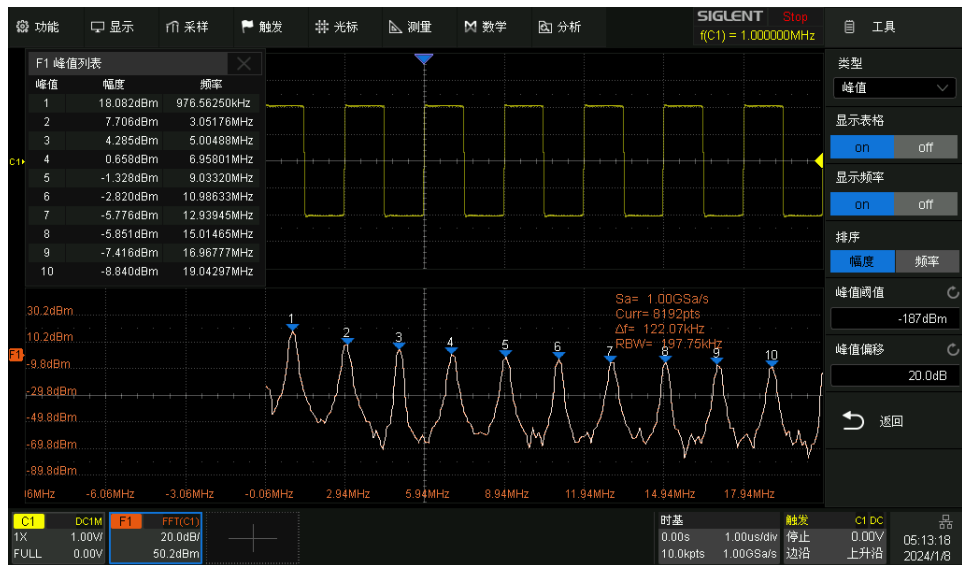 功能 显示 采样 触发 光标 测量 数学 分析 SIGLENT Stop 工具
f(C1) = 1.000000MHz
F1 峰值列表
峰值 幅度 频率
1 18.082dBm 976.56250kHz
2 7.706dBm 3.05176MHz
3 4.285dBm 5.00488MHz
4 0.658dBm 6.95801MHz
5 -1.328dBm 9.03320MHz
6 -2.820dBm 10.98633MHz
7 -5.776dBm 12.93945MHz
8 -5.851dBm 15.01465MHz
9 -7.416dBm 16.96777MHz
10 -8.840dBm 19.04297MHz
C1
类型
峰值
显示表格
on off
显示频率
on off
排序
幅度 频率
峰值阈值
-187dBm
峰值偏移
20.0dB
返回
Sa= 1.00GSa/s
Curr= 8192pts
Δf= 122.07kHz
RBW= 197.75kHz
1 2 3 4 5 6 7 8 9 10
F1
30.2dBm
10.2dBm
-9.8dBm
-29.8dBm
-49.8dBm
-69.8dBm
-89.8dBm
6MHz -6.06MHz -3.06MHz -0.06MHz 2.94MHz 5.94MHz 8.94MHz 11.94MHz 14.94MHz 17.94MHz
C1 DC1M
1X 1.00V/
FULL 0.00V
F1 FFT(C1)
20.0dB/
50.2dBm
时基
0.00s 1.00us/div
10.0kpts 1.00GSa/s
触发 C1 DC
停止 0.00V
边沿 上升沿
05:13:18
2024/1/8